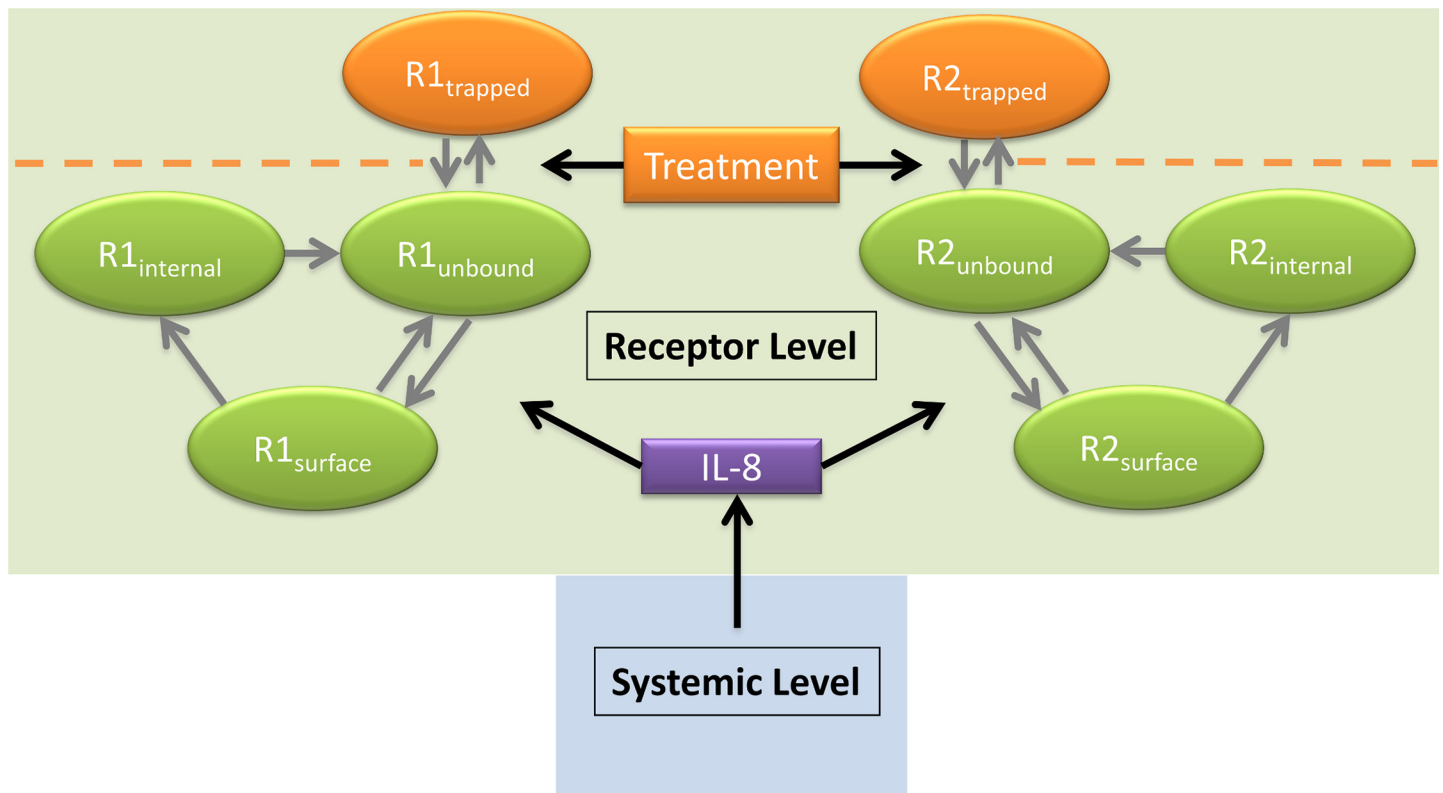 R1trapped
R2trapped
Treatment
R1internal
R1unbound
R2unbound
R2internal
Receptor Level
R1surface
IL-8
R2surface
Systemic Level